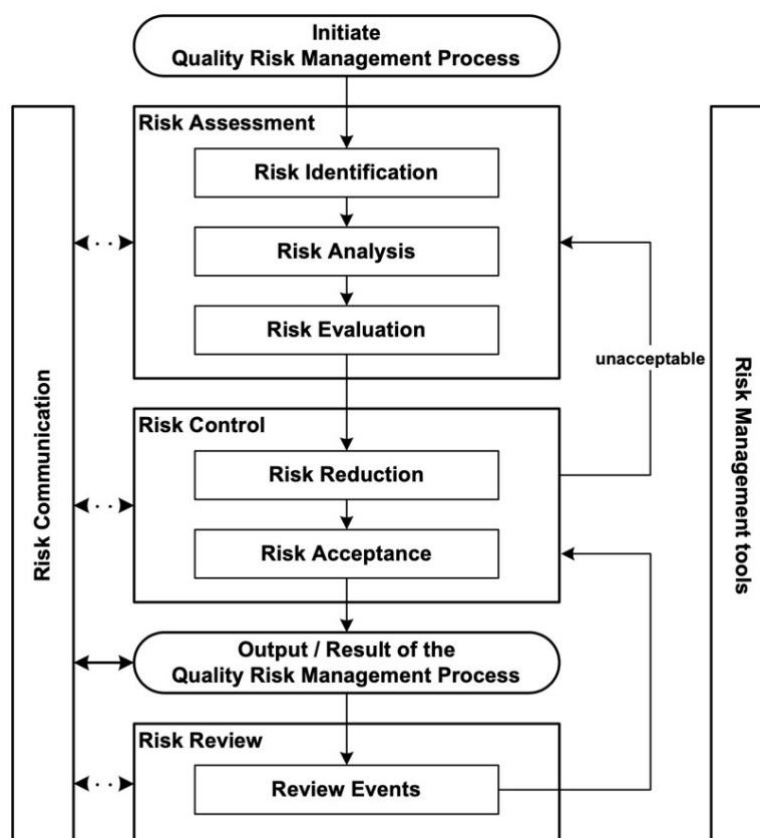 Initiate
Quality Risk Management Process
Risk Assessment
Risk Identification
Risk Analysis
Risk Evaluation
unacceptable
Risk Control
Risk Reduction
Risk Acceptance
Output / Result of the
Quality Risk Management Process
Risk Review
Review Events
Risk Communication
Risk Management tools